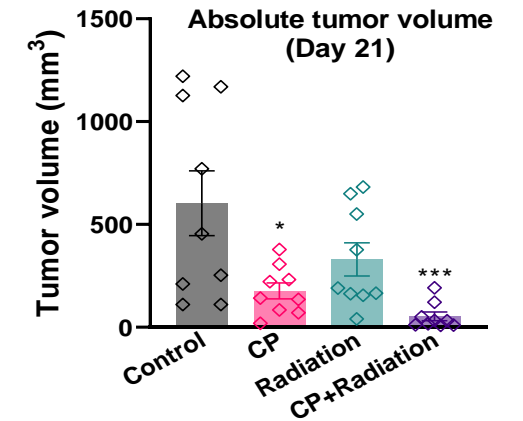 Absolute tumor volume
(Day 21)
Tumor volume (mm³)
1500
1000
500
0
*
***
Control
CP
Radiation
CP+Radiation